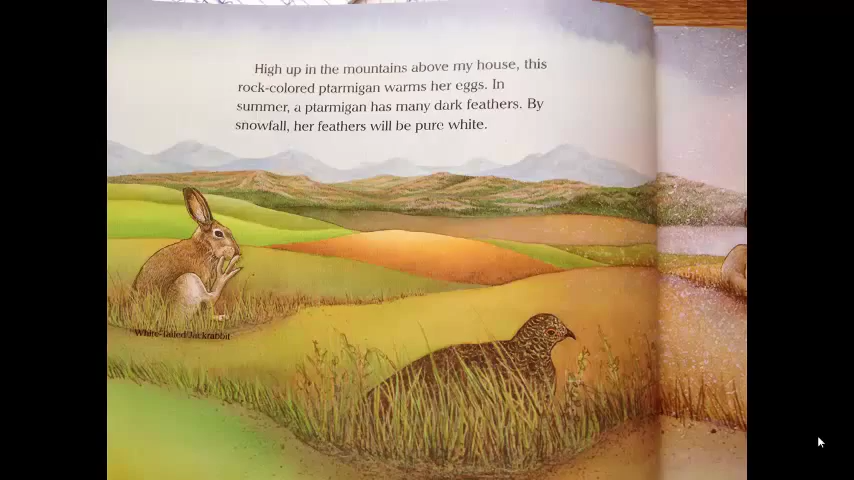 High up in the mountains above my house, this
rock-colored ptarmigan warms her eggs. In
summer, a ptarmigan has many dark feathers. By
snowfall, her feathers will be pure white.
White-tailed Jackrabbit